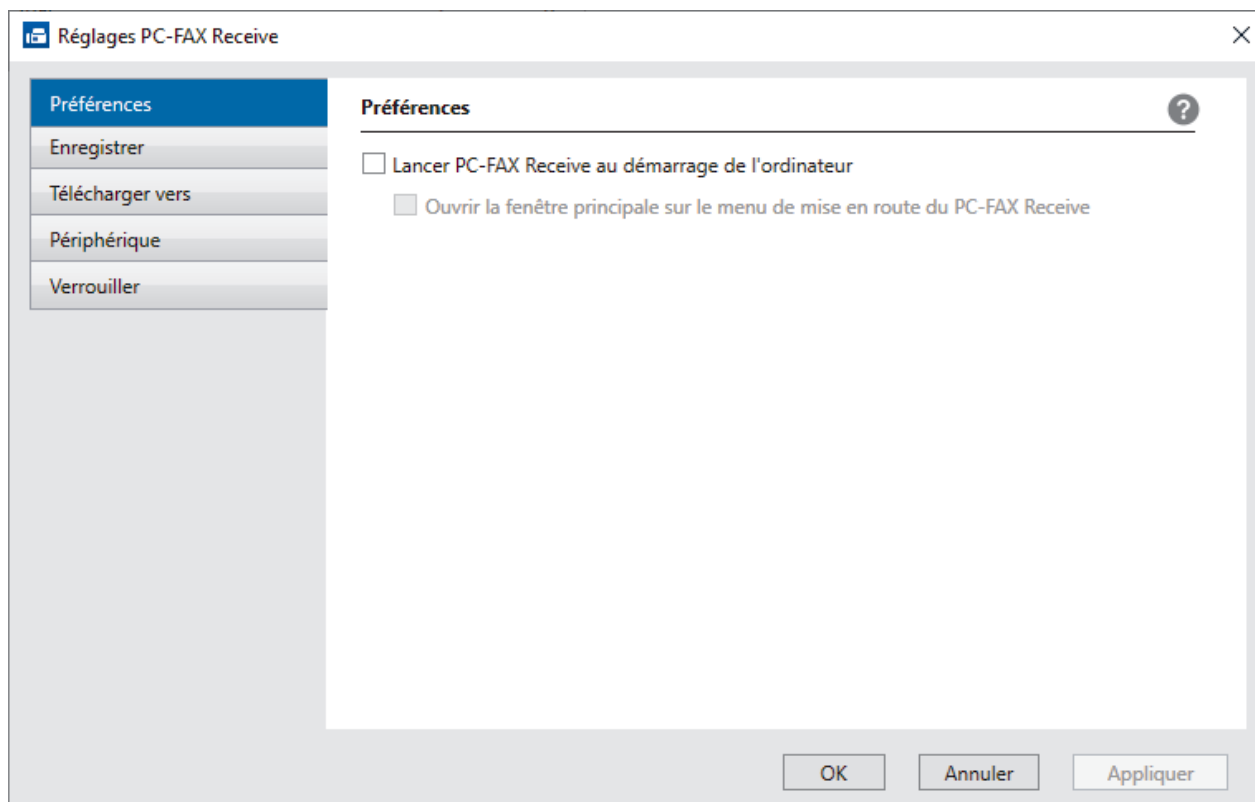 Réglages PC-FAX Receive
Préférences
Enregistrer
Télécharger vers
Périphérique
Verrouiller
Préférences
?
Lancer PC-FAX Receive au démarrage de l'ordinateur
Ouvrir la fenêtre principale sur le menu de mise en route du PC-FAX Receive
OK
Annuler
Appliquer